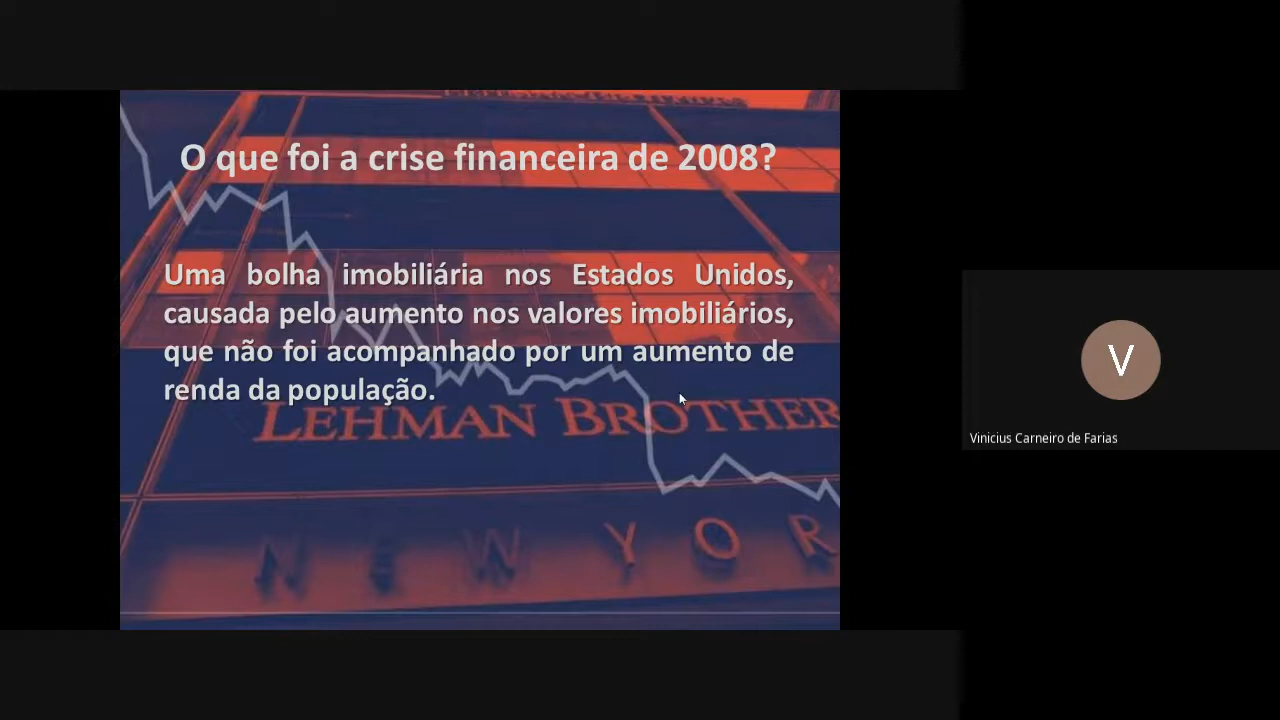 O que foi a crise financeira de 2008?
Uma bolha imobiliária nos Estados Unidos,
causada pelo aumento nos valores imobiliários,
que não foi acompanhado por um aumento de
renda da população.
LEHMAN BROTHER
NEW YOR
V
Vinicius Carneiro de Farias